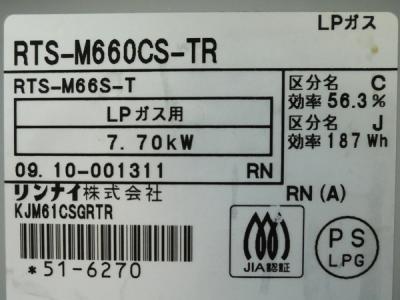 LPガス
RTS-M660CS-TR
RTS-M66S-T
LPガス用
7.70kW
区分名 C
効率 56.3%
区分名 J
効率 187 Wh
09.10-001311 RN
リンナイ株式会社
RN (A)
KJM61CSGRTR
*51-6270
JIA認証
PS
LPG